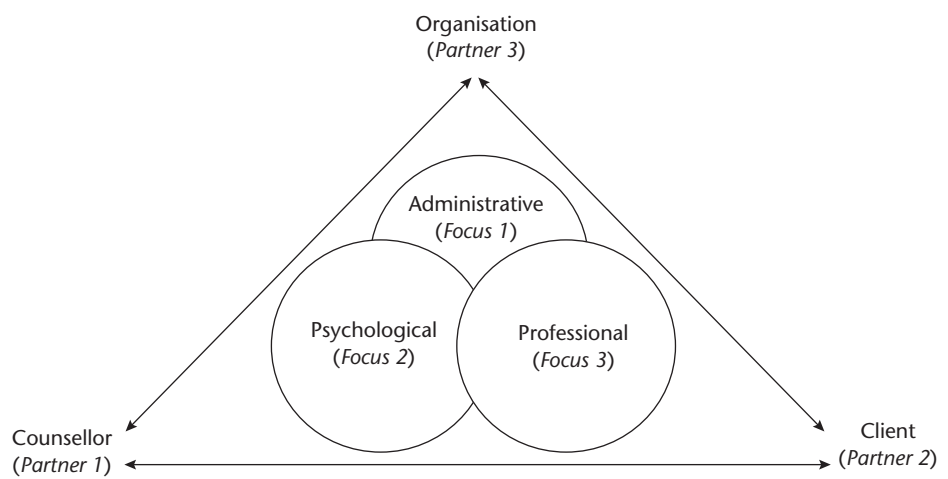 Organisation
(Partner 3)
Administrative
(Focus 1)
Psychological
(Focus 2)
Professional
(Focus 3)
Counsellor
(Partner 1)
Client
(Partner 2)